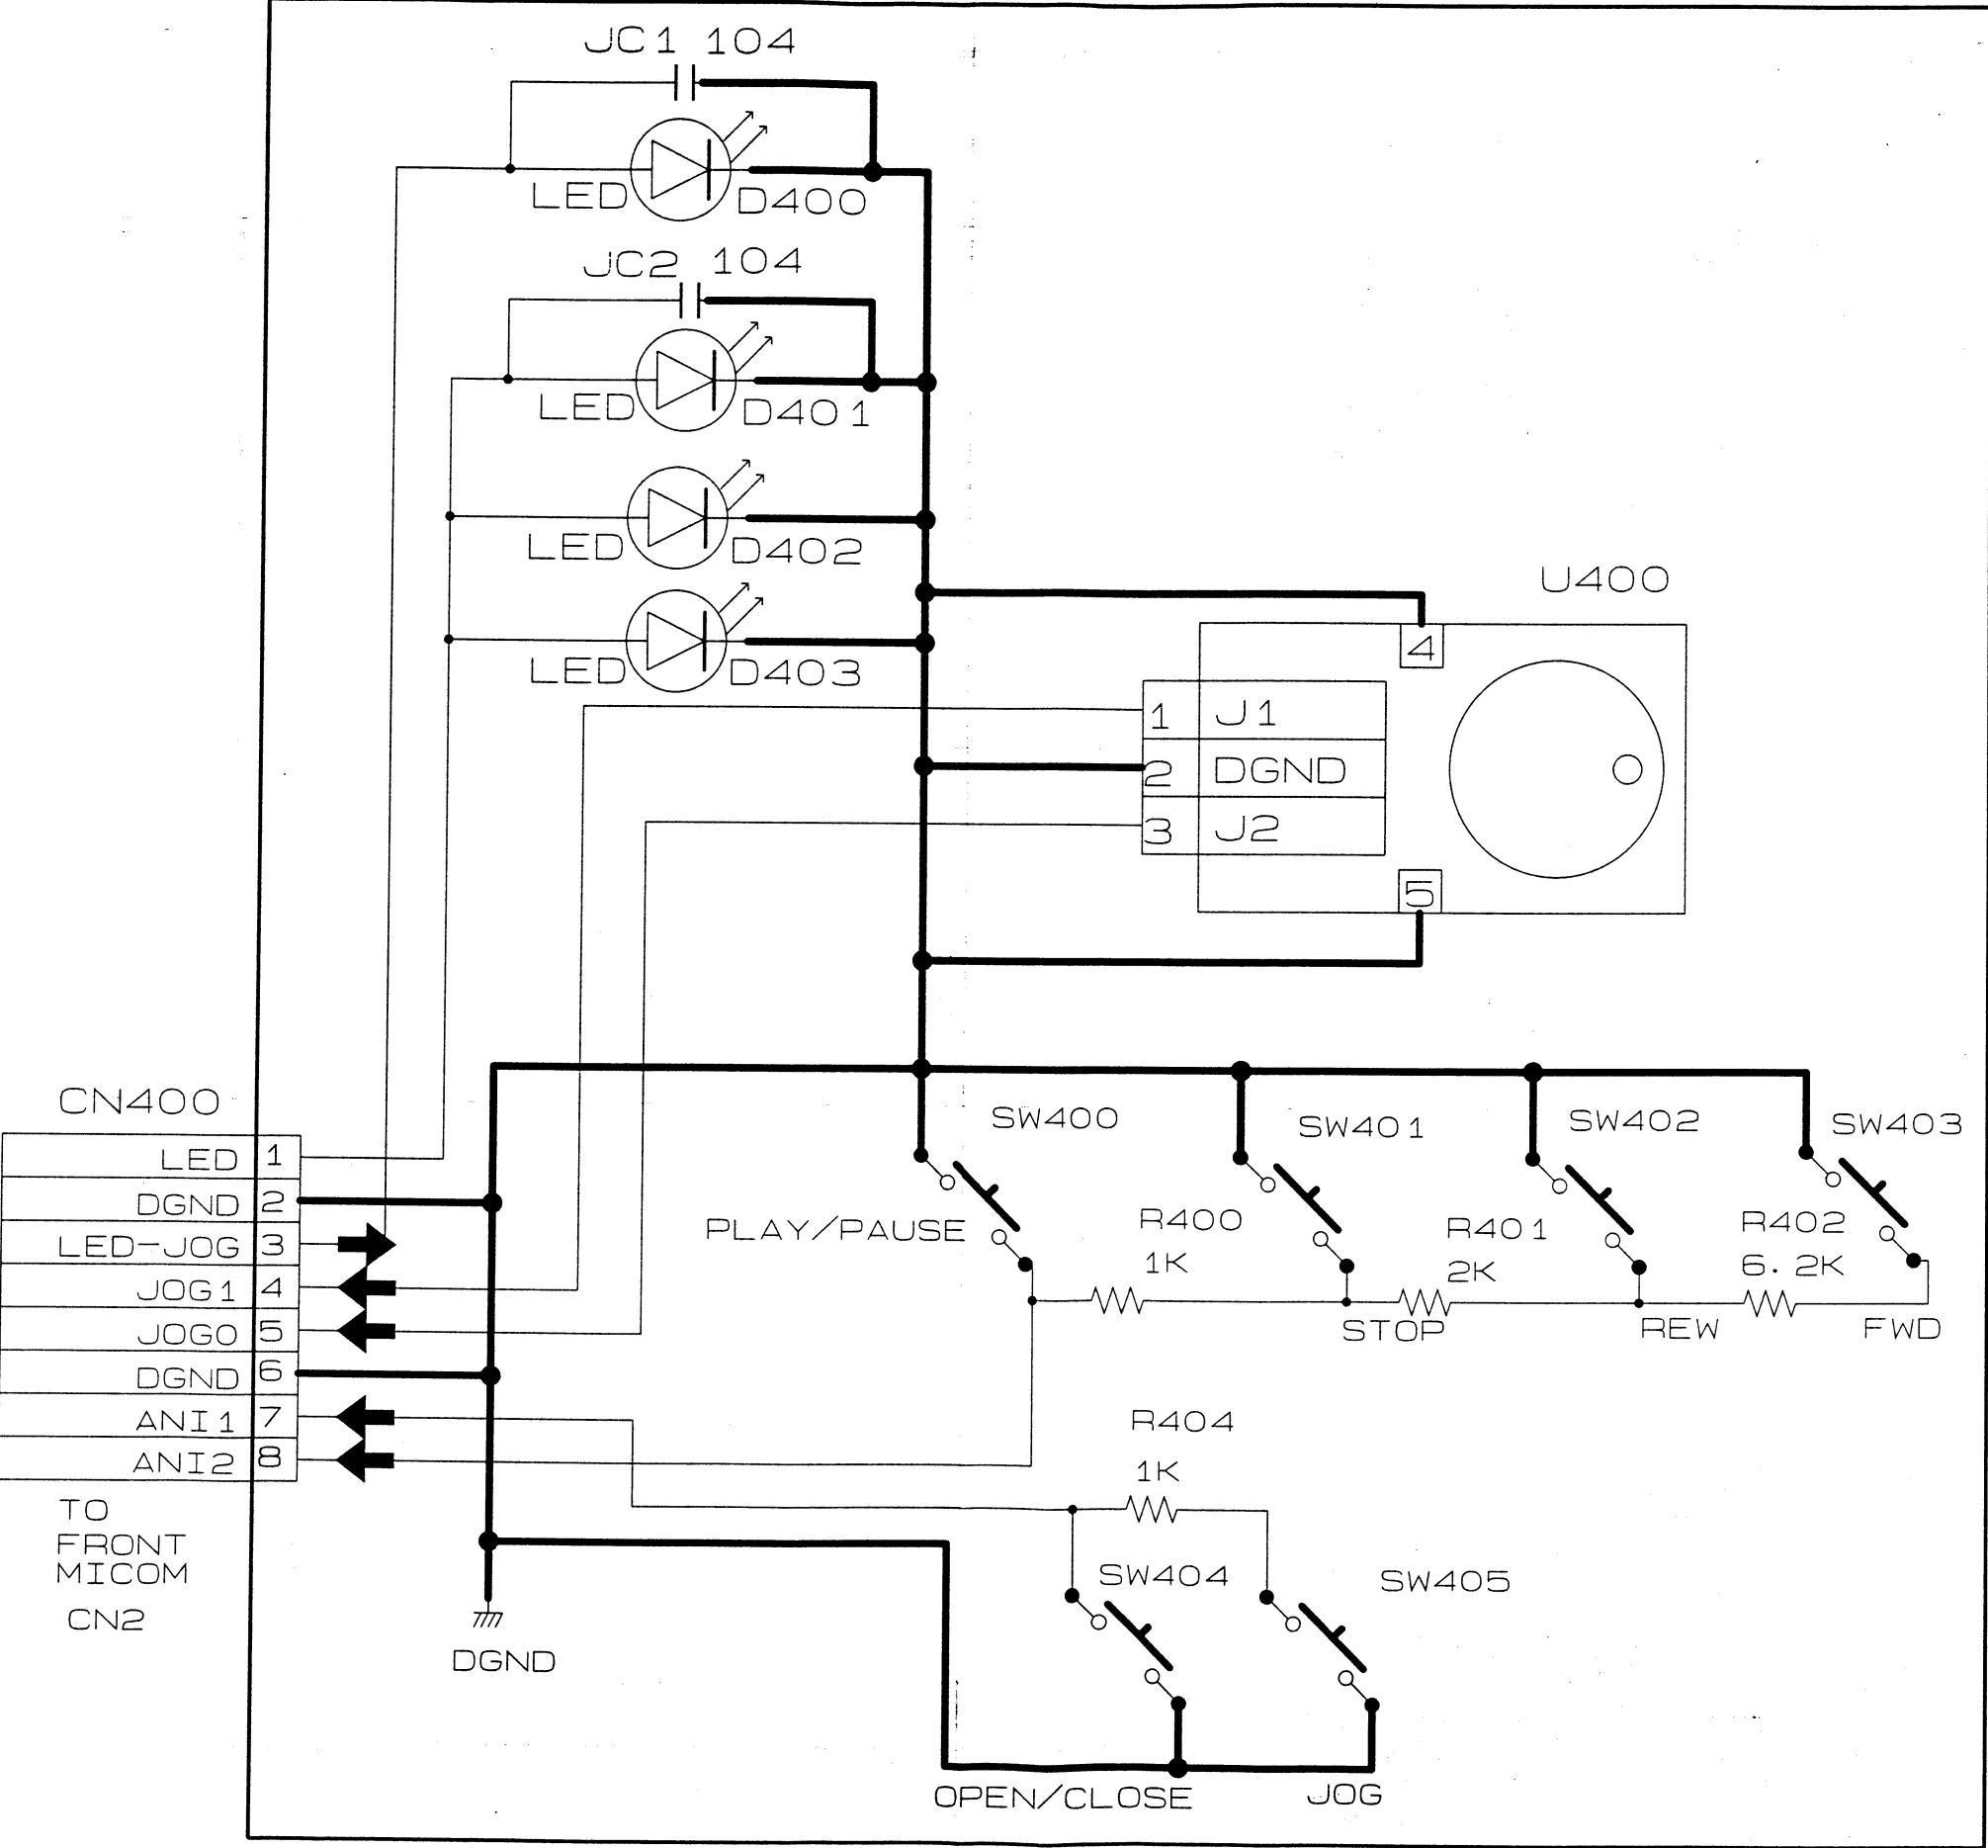 JC1 104
LED
D400
JC2 104
LED
D401
LED
D402
LED
D403
U400
4
1 J1
2 DGND
3 J2
5
CN400
LED 1
DGND 2
LED-JOG 3
JOG1 4
JOG0 5
DGND 6
ANI1 7
ANI2 8
TO
FRONT
MICOM
CN2
DGND
SW400
SW401
SW402
SW403
PLAY/PAUSE
R400
1K
R401
2K
R402
6.2K
STOP
REW
FWD
R404
1K
SW404
SW405
OPEN/CLOSE
JOG